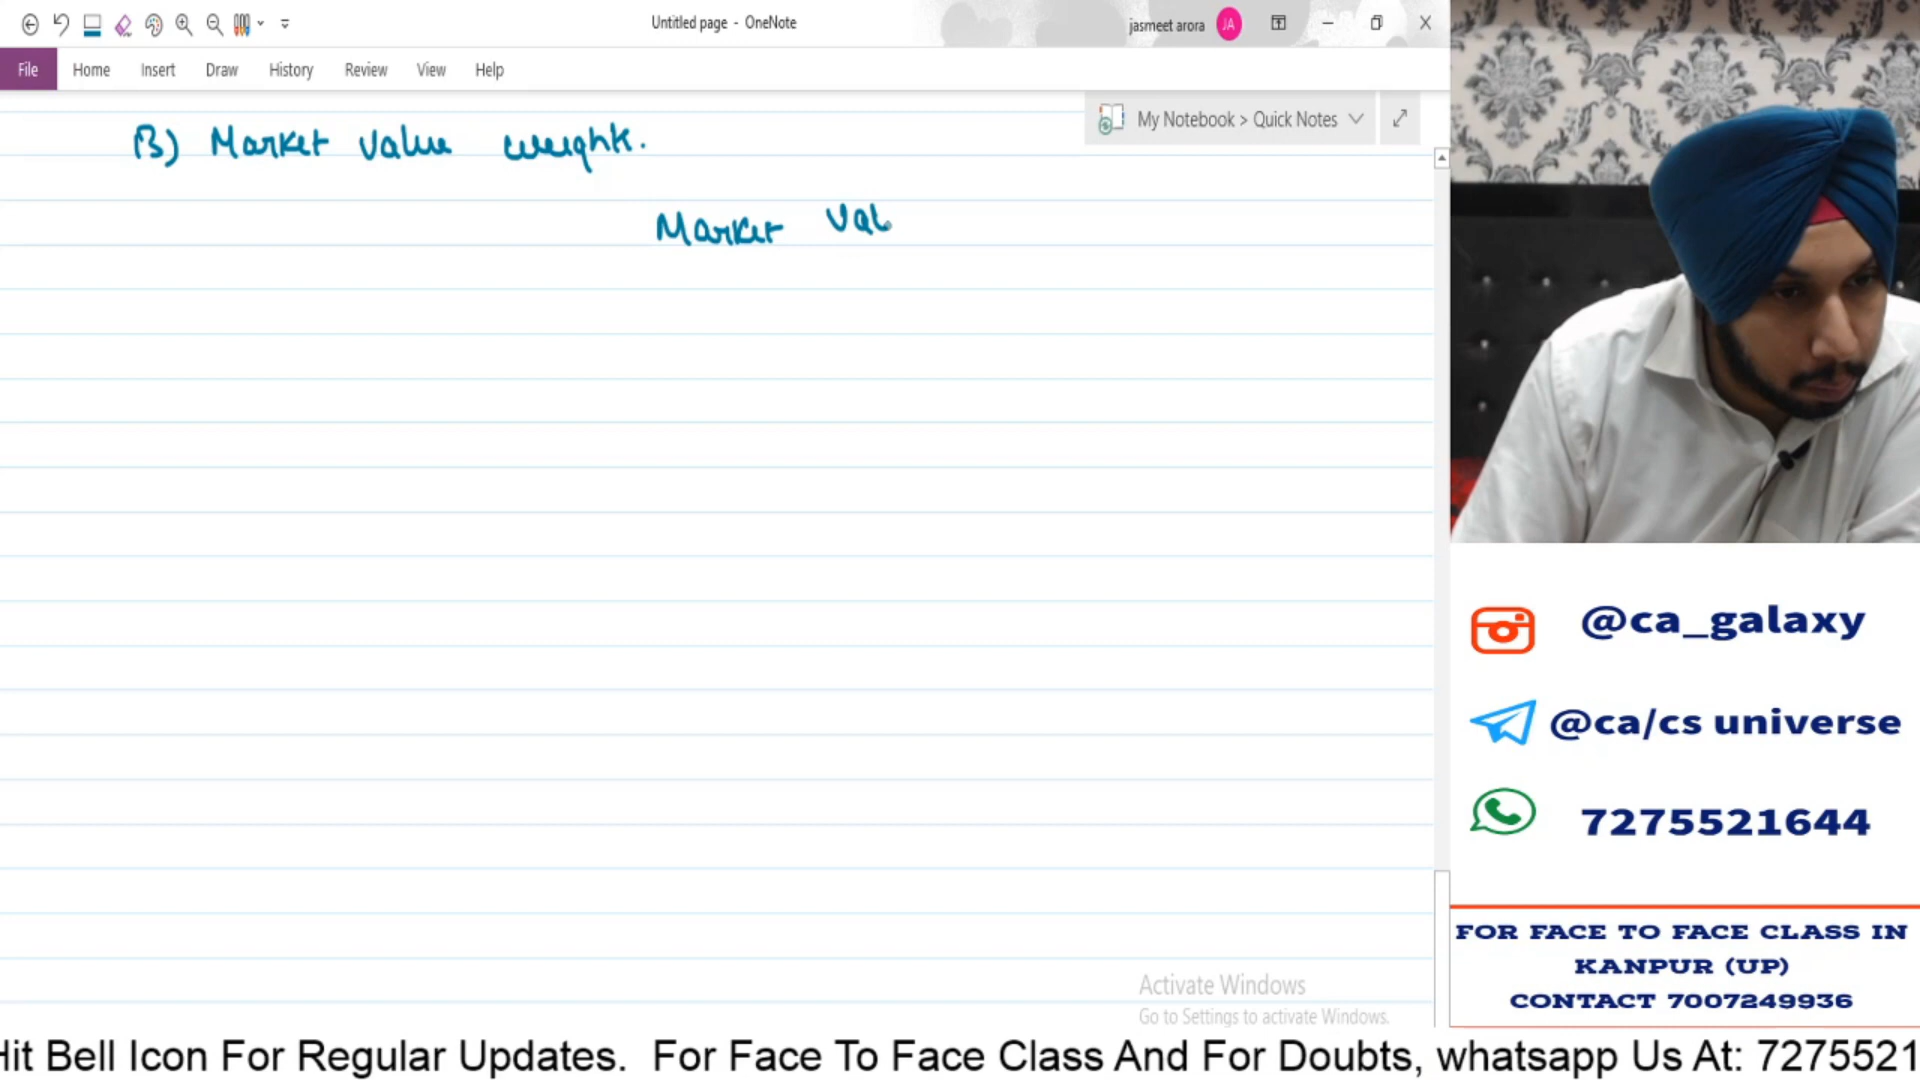 Untitled page - OneNote
jasmeet arora JA
File Home Insert Draw History Review View Help
My Notebook > Quick Notes
B) Market Value weights.
Market Val
@ca_galaxy
@ca/cs universe
7275521644
FOR FACE TO FACE CLASS IN
KANPUR (UP)
CONTACT 7007249936
Activate Windows
Go to Settings to activate Windows.
Hit Bell Icon For Regular Updates. For Face To Face Class And For Doubts, whatsapp Us At: 7275521